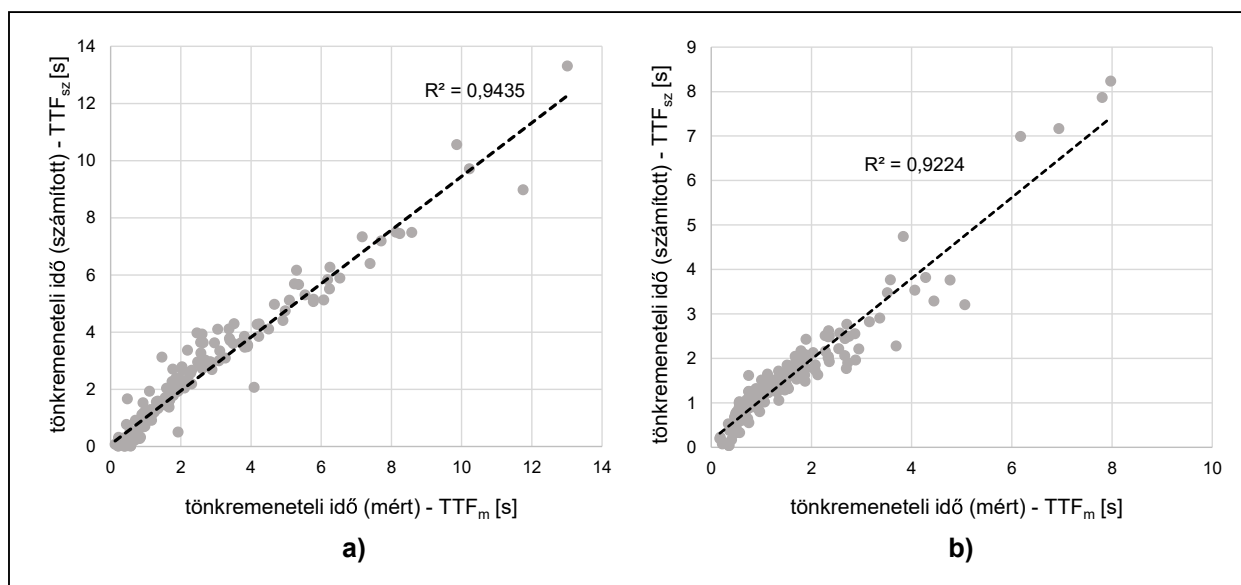 tönkremeneteli idő (számított) - TTFsz [s]
14
12
10
8
6
4
2
0
R² = 0,9435
0 2 4 6 8 10 12 14
tönkremeneteli idő (mért) - TTFm [s]
a)
tönkremeneteli idő (számított) - TTFsz [s]
9
8
7
6
5
4
3
2
1
0
R² = 0,9224
0 2 4 6 8 10
tönkremeneteli idő (mért) - TTFm [s]
b)